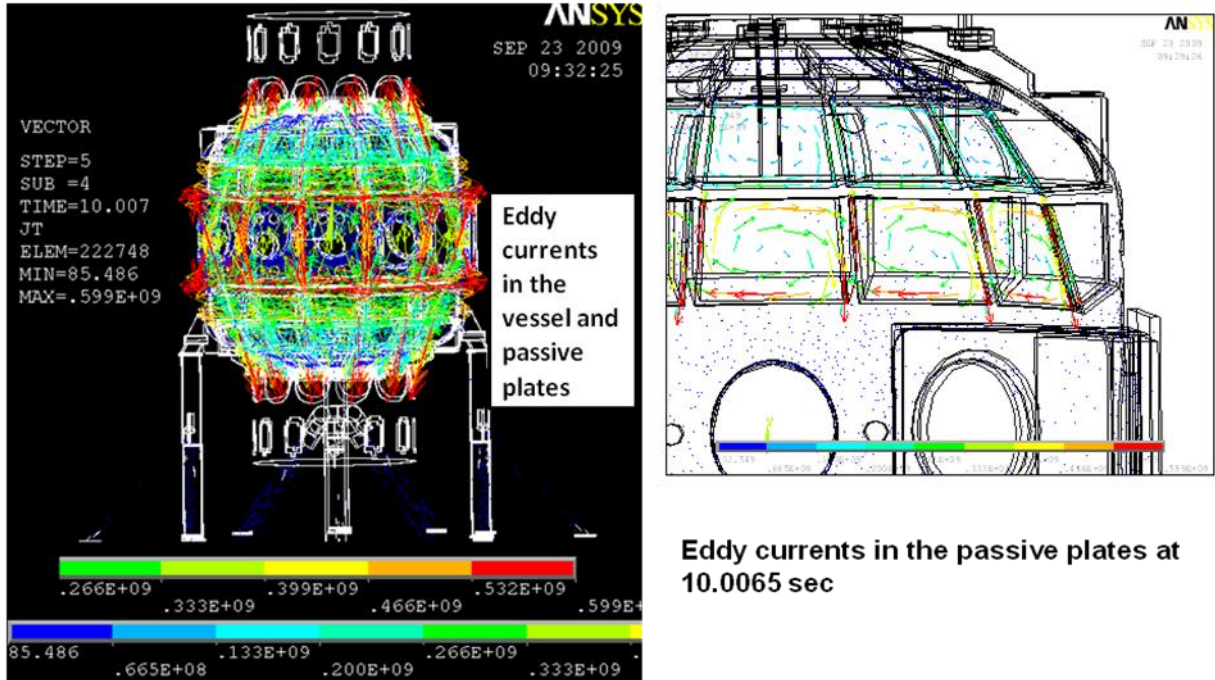 ANSYS
SEP 23 2009
09:32:25
VECTOR
STEP=5
SUB =4
TIME=10.007
JT
ELEM=222748
MIN=85.486
MAX=.599E+09
Eddy
currents
in the
vessel and
passive
plates
.266E+09
.399E+09
.532E+09
.333E+09
.466E+09
.599E+
85.486
.133E+09
.266E+09
.665E+08
.200E+09
.333E+09
ANSYS
SEP 23 2009
Eddy currents in the passive plates at
10.0065 sec